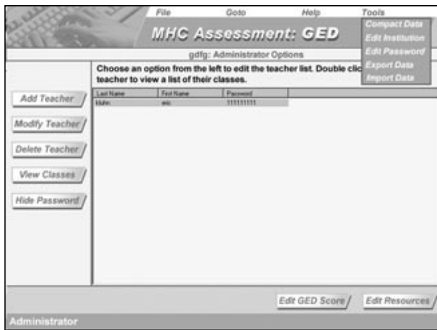 File Goto Help Tools
MHC Assessment: GED
Compact Data
Edit Institution
Edit Password
Export Data
Import Data
gdfg: Administrator Options
Choose an option from the left to edit the teacher list. Double clic
teacher to view a list of their classes.
Last Name First Name Password
eric 111111111
Add Teacher
Modify Teacher
Delete Teacher
View Classes
Hide Password
Edit GED Score Edit Resources
Administrator